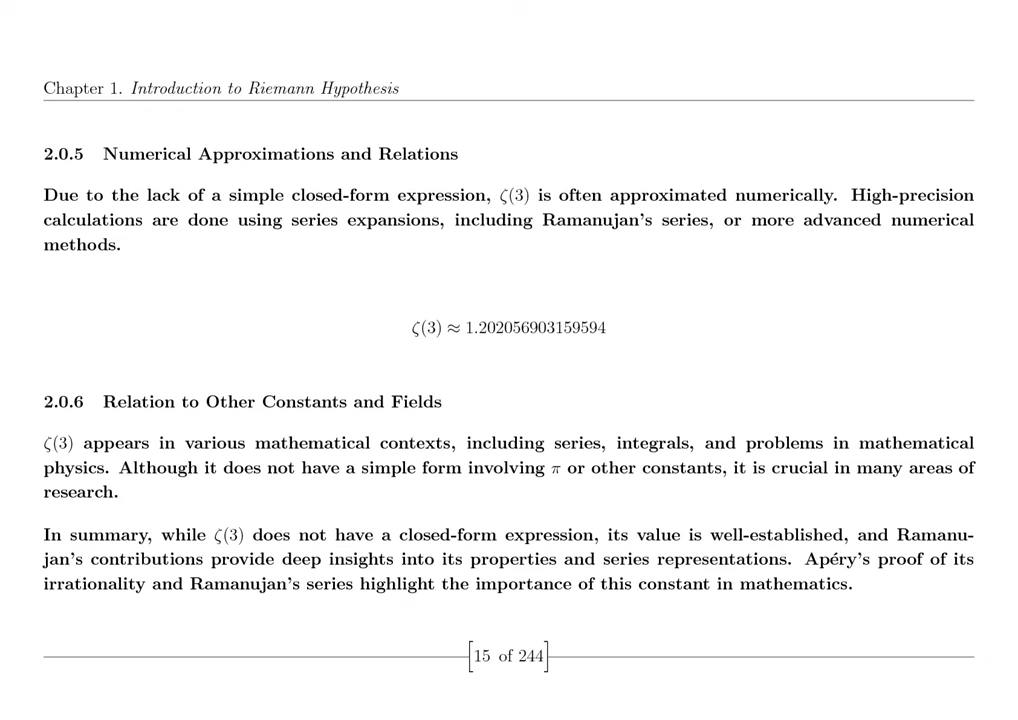 Chapter 1. Introduction to Riemann Hypothesis
2.0.5 Numerical Approximations and Relations
Due to the lack of a simple closed-form expression, ζ(3) is often approximated numerically. High-precision
calculations are done using series expansions, including Ramanujan's series, or more advanced numerical
methods.
ζ(3) ≈ 1.202056903159594
2.0.6 Relation to Other Constants and Fields
ζ(3) appears in various mathematical contexts, including series, integrals, and problems in mathematical
physics. Although it does not have a simple form involving π or other constants, it is crucial in many areas of
research.
In summary, while ζ(3) does not have a closed-form expression, its value is well-established, and Ramanu-
jan's contributions provide deep insights into its properties and series representations. Apéry's proof of its
irrationality and Ramanujan's series highlight the importance of this constant in mathematics.
[15 of 244]